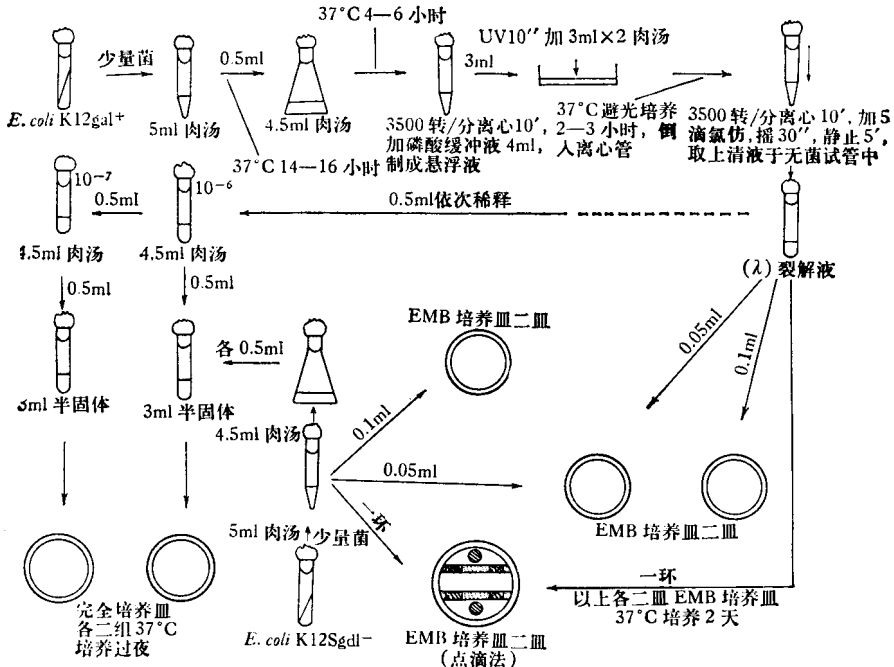 37°C 4—6 小时
UV10″ 加 3ml×2 肉汤
少量菌
0.5ml
3ml
E. coli K12gal+
5ml 肉汤
4.5ml 肉汤
37°C 14—16 小时
3500 转/分离心10′,
加磷酸缓冲液 4ml,
制成悬浮液
37°C 避光培养
2—3 小时, 倒
入离心管
3500 转/分离心 10′, 加5
滴氯仿, 摇30″, 静止 5′,
取上清液于无菌试管中
10⁻⁷
0.5ml
10⁻⁶
0.5ml依次稀释
4.5ml 肉汤
4.5ml 肉汤
(λ) 裂解液
0.5ml
0.5ml
EMB 培养皿二皿
0.05ml
0.1ml
各 0.5ml
3ml 半固体
3ml 半固体
4.5ml 肉汤
0.1ml
0.05ml
EMB 培养皿二皿
一环
5ml 肉汤
少量菌
一环
以上各二皿 EMB 培养皿
37°C 培养 2 天
完全培养皿
各二组 37°C
培养过夜
E. coli K12Sgdl−
EMB 培养皿二皿
(点滴法)